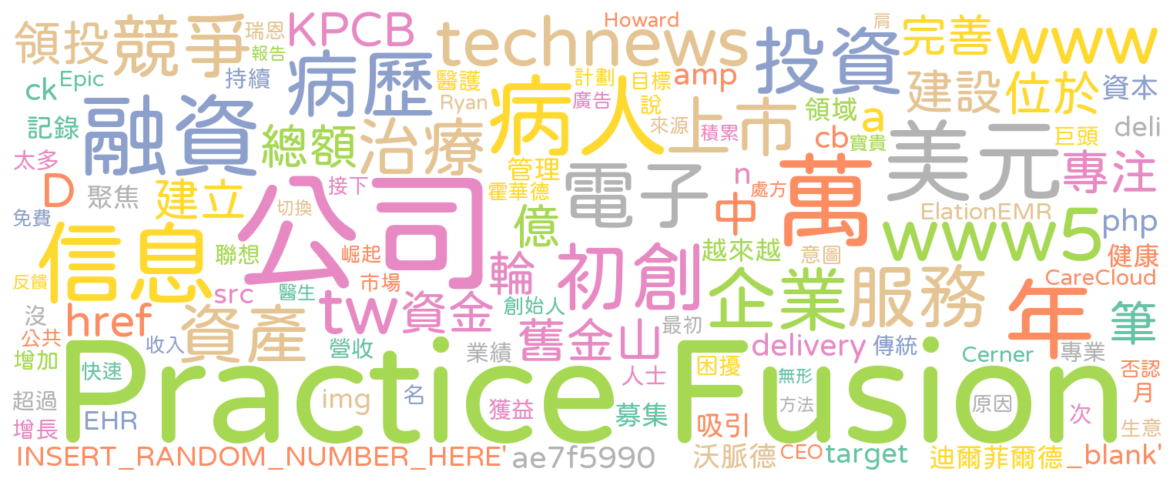 領投
競爭
瑞恩
報告
KPCB
technews
Howard
肩
投資
完善
www
ck
Epic
持續
病歷
醫護
Ryan
病人
計劃
廣告
目標
說
來源
amp
積累
上市
領域
cb
a
寶貴
建設
位於
巨頭
資本
deli
記錄
融資
總額
治療
太多
D
聚焦
建立
接下
切換
公司
管理
霍華德
電子
n
處方
中
萬
美元
專注
ElationEMR
www5
php
免費
信息
聯想
崛起
億
越來越
意圖
健康
CareCloud
反饋
src
醫生
市場
輪
初創
創始人
企業
服務
年
筆
沒
公共
href
tw
資金
舊金山
最初
增加
收入
資產
營收
業績
delivery
傳統
Cerner
專業
否認
快速
Practice Fusion
人士
困擾
無形
月
超過
增長
EHR
img
名
獲益
募集
吸引
方法
原因
次
生意
INSERT_RANDOM_NUMBER_HERE'
ae7f5990
沃脈德
CEO
target
迪爾菲爾德
_blank'